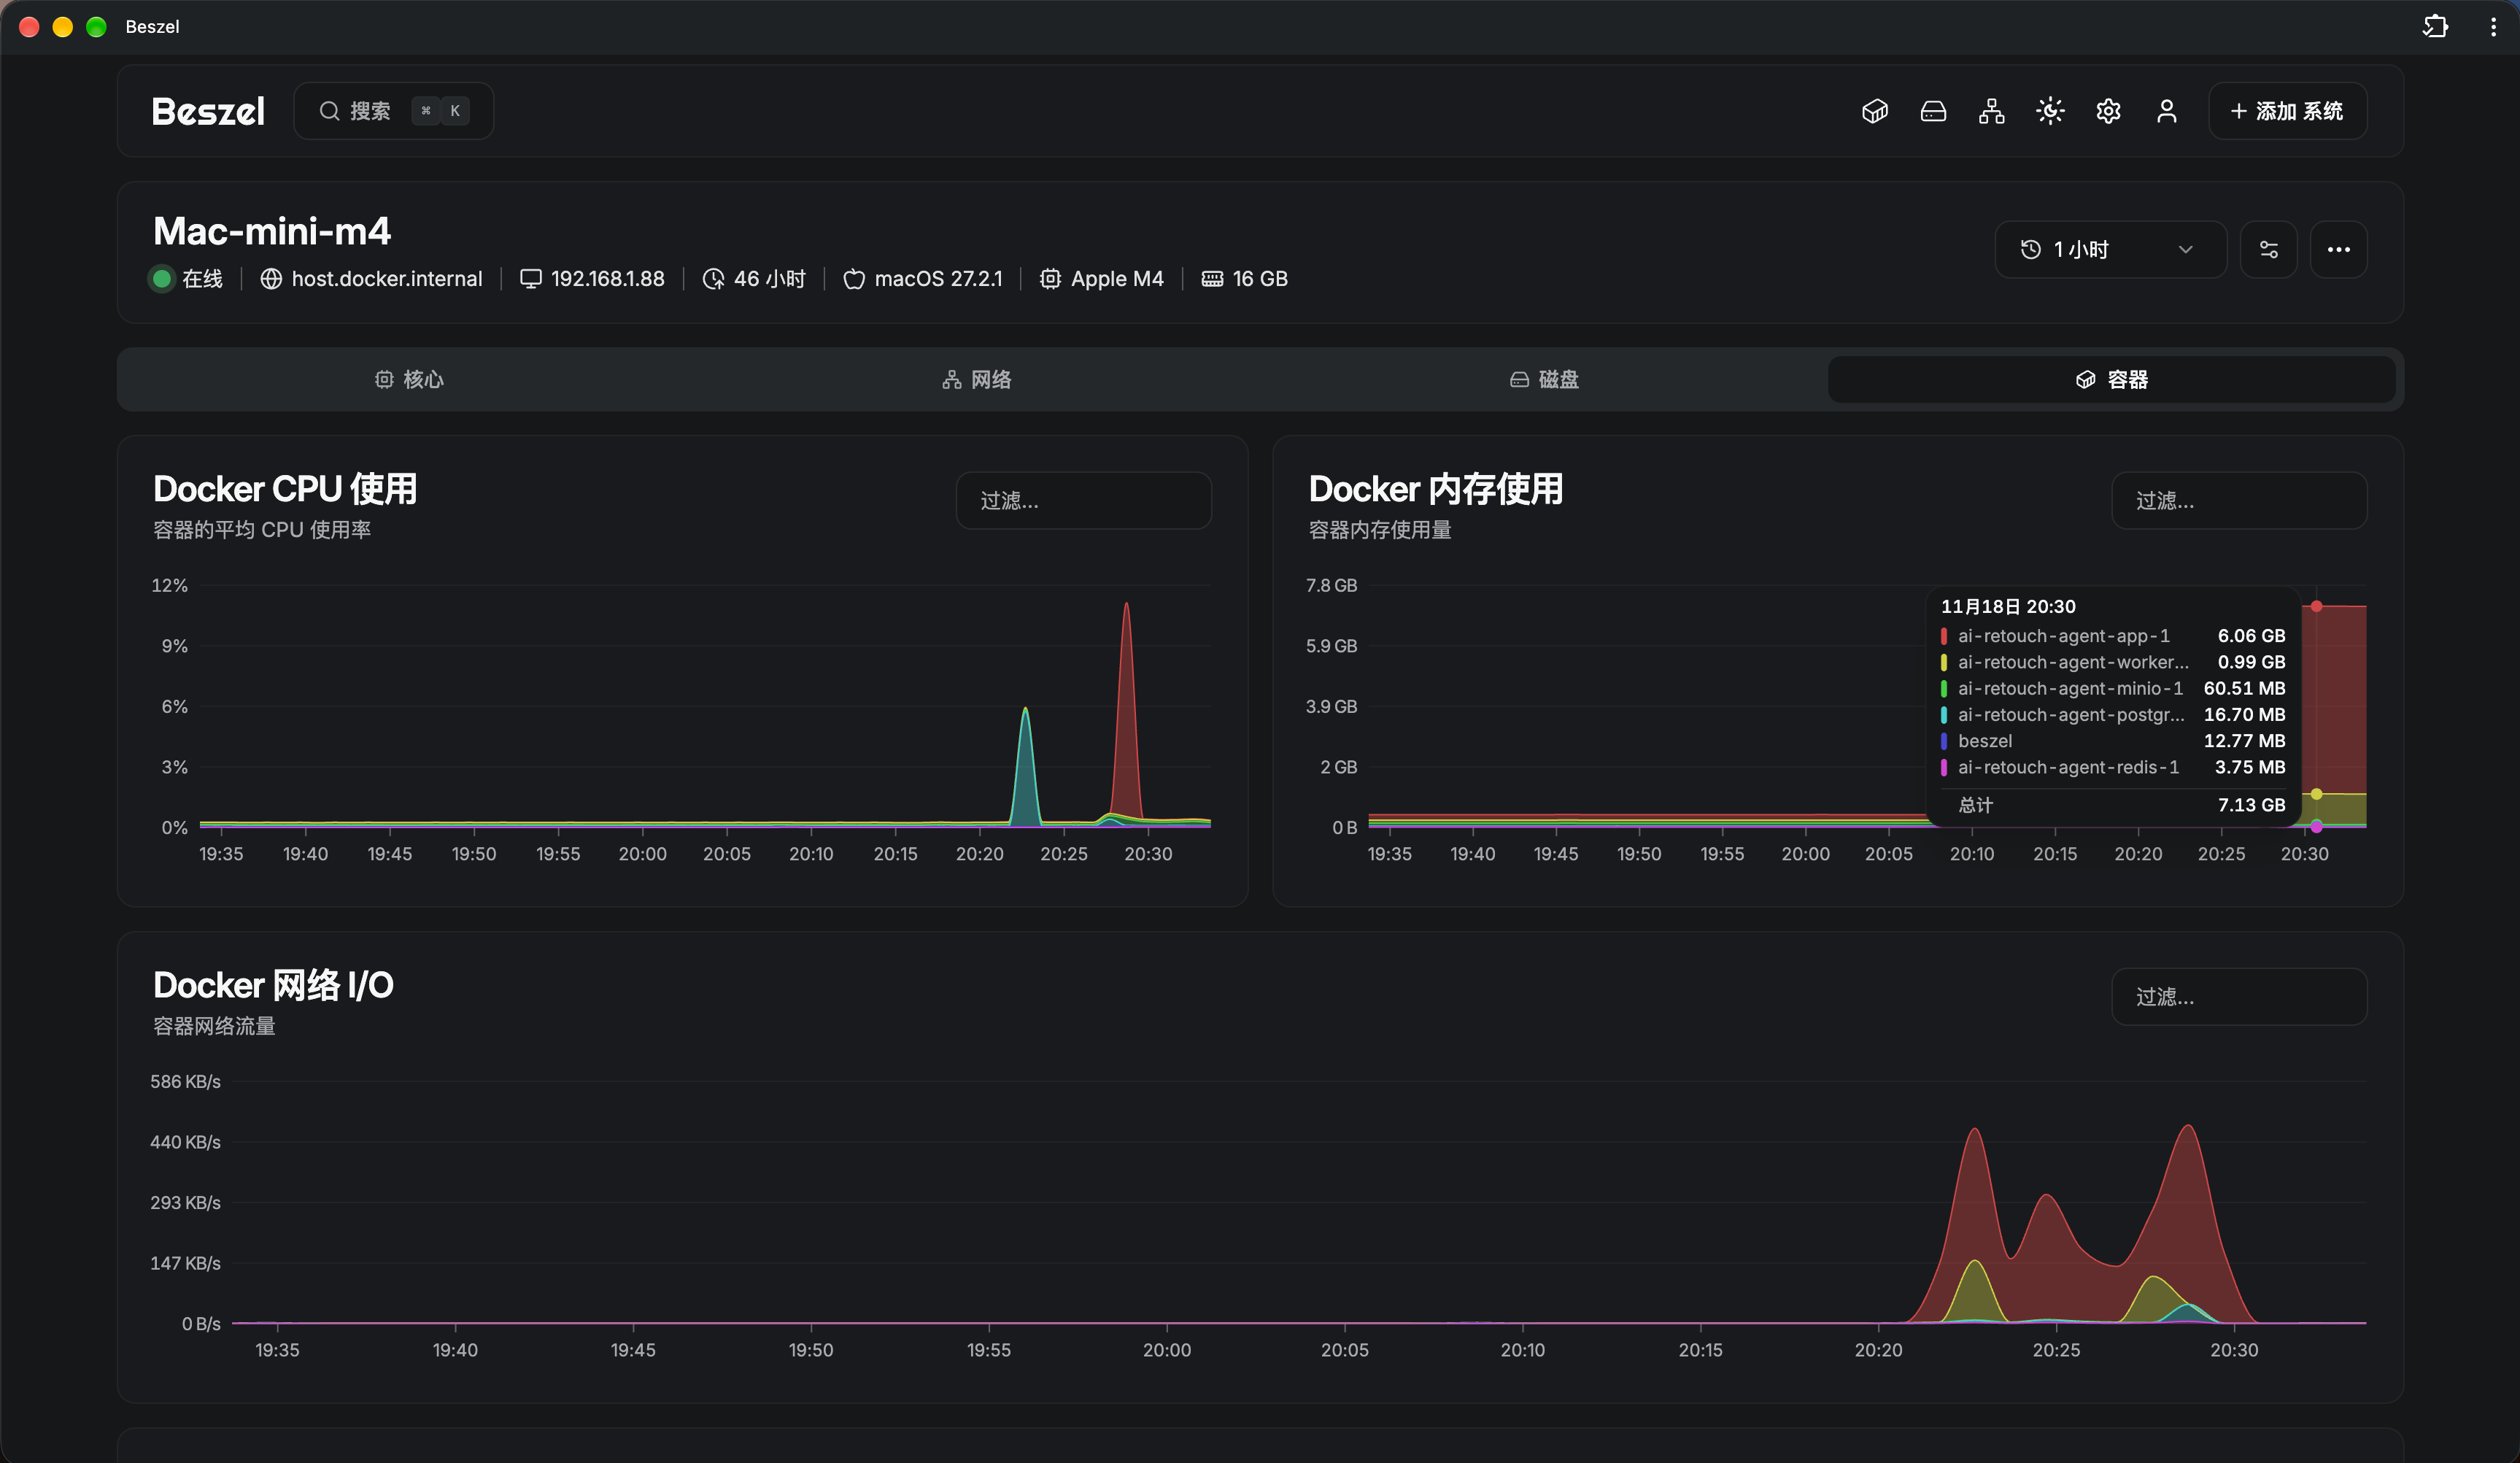 Beszel
Beszel 搜索 ⌘ K 添加 系统
Mac-mini-m4
在线 host.docker.internal 192.168.1.88 46 小时 macOS 27.2.1 Apple M4 16 GB
1 小时
核心 网络 磁盘 容器
Docker CPU 使用
容器的平均 CPU 使用率
过滤...
12%
9%
6%
3%
0%
19:35 19:40 19:45 19:50 19:55 20:00 20:05 20:10 20:15 20:20 20:25 20:30
Docker 内存使用
容器内存使用量
过滤...
7.8 GB
5.9 GB
3.9 GB
2 GB
0 B
11月18日 20:30
ai-retouch-agent-app-1 6.06 GB
ai-retouch-agent-worker... 0.99 GB
ai-retouch-agent-minio-1 60.51 MB
ai-retouch-agent-postgr... 16.70 MB
beszel 12.77 MB
ai-retouch-agent-redis-1 3.75 MB
总计 7.13 GB
19:35 19:40 19:45 19:50 19:55 20:00 20:05 20:10 20:15 20:20 20:25 20:30
Docker 网络 I/O
容器网络流量
过滤...
586 KB/s
440 KB/s
293 KB/s
147 KB/s
0 B/s
19:35 19:40 19:45 19:50 19:55 20:00 20:05 20:10 20:15 20:20 20:25 20:30